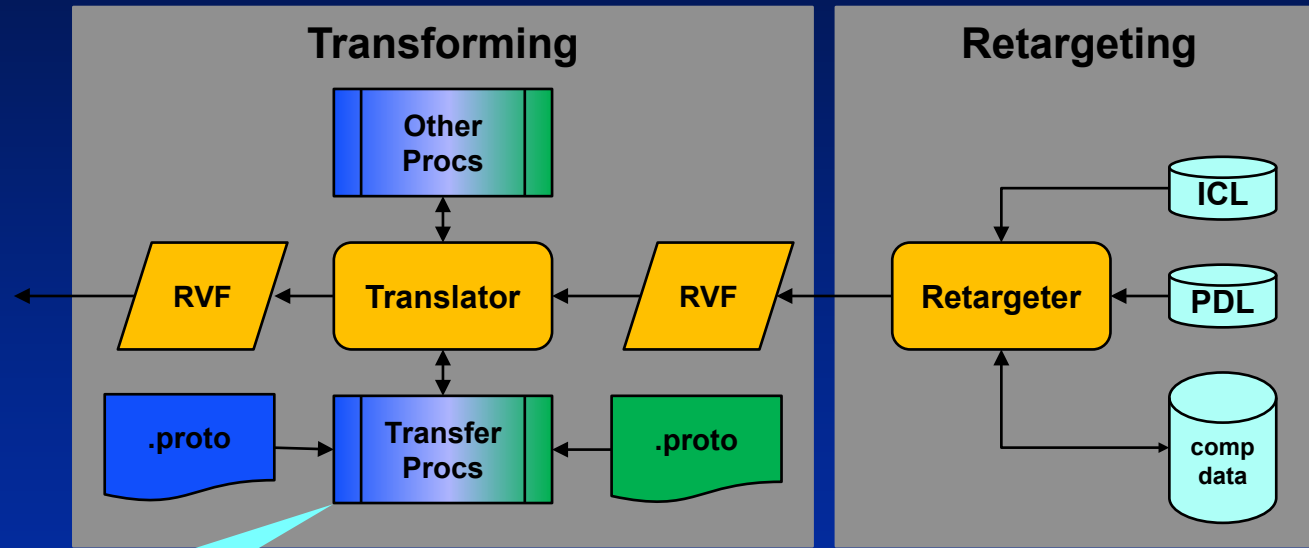 Transforming
Retargeting
Other
Procs
ICL
RVF
Translator
RVF
Retargeter
PDL
.proto
Transfer
Procs
.proto
comp
data